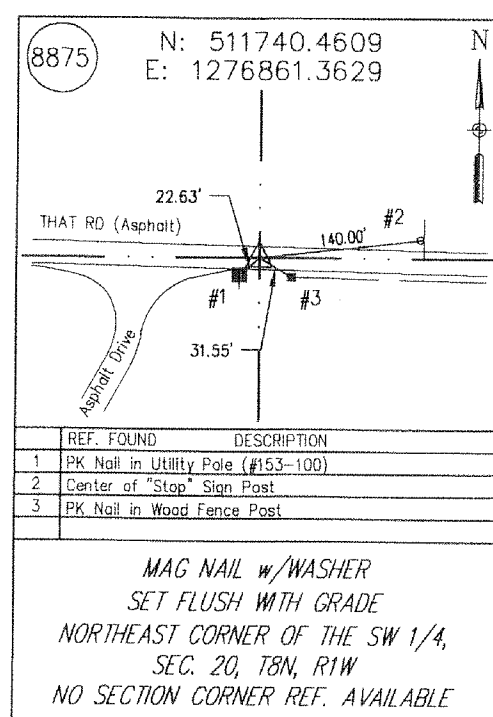 8875
N: 511740.4609
E: 1276861.3629
N
22.63'
THAT RD (Asphalt)
140.00'
#2
#1
#3
31.55'
Asphalt Drive
REF. FOUND DESCRIPTION
1 PK Nail in Utility Pole (#153-100)
2 Center of "Stop" Sign Post
3 PK Nail in Wood Fence Post
MAG NAIL w/WASHER
SET FLUSH WITH GRADE
NORTHEAST CORNER OF THE SW 1/4,
SEC. 20, T8N, R1W
NO SECTION CORNER REF. AVAILABLE